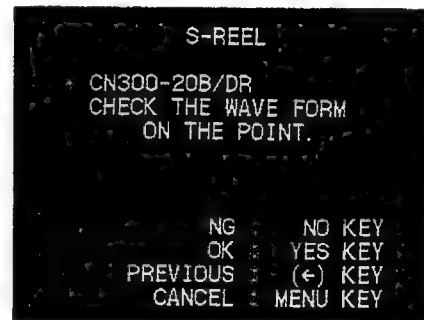 S-REEL
* CN300-20B/DR
CHECK THE WAVE FORM
ON THE POINT.
NG : NO KEY
OK : YES KEY
PREVIOUS : (←) KEY
CANCEL : MENU KEY